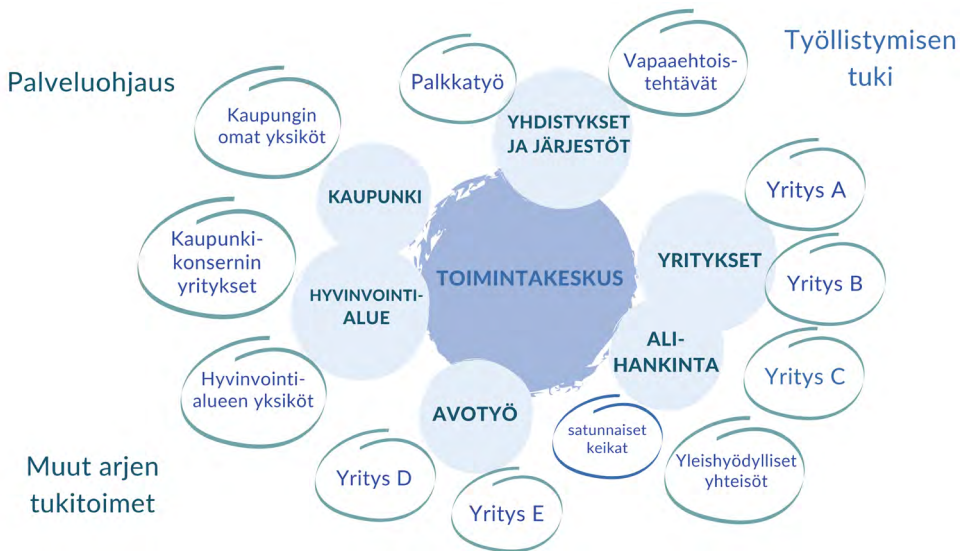 Työllistymisen
tuki
Palveluohjaus
Palkkatyö
Vapaaehtois-
tehtävät
Kaupungin
omat yksiköt
YHDISTYKSET
JA JÄRJESTÖT
KAUPUNKI
Yritys A
Kaupunki-
konsernin
yritykset
TOIMINTAKESKUS
YRITYKSET
Yritys B
HYVINVOINTI-
ALUE
ALI-
HANKINTA
Yritys C
Hyvinvointi-
alueen yksiköt
AVOTYÖ
satunnaiset
keikat
Yleishyödylliset
yhteisöt
Muut arjen
tukitoimet
Yritys D
Yritys E